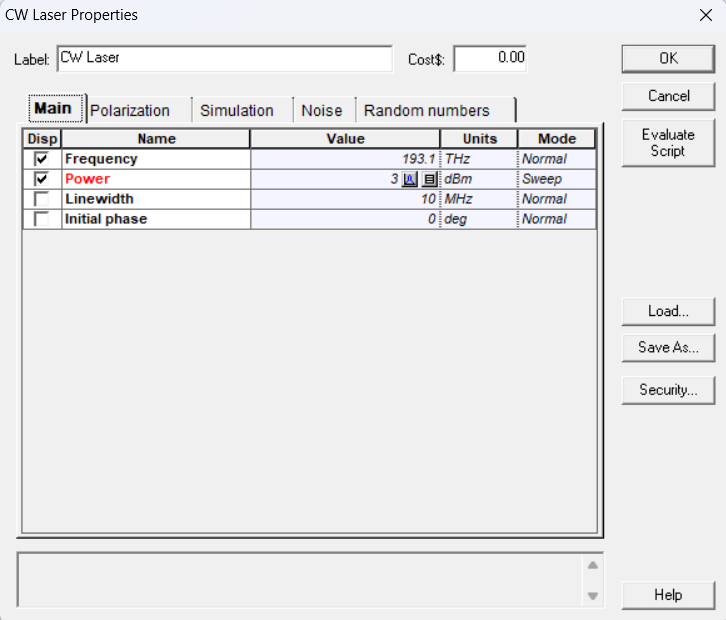 CW Laser Properties
Label: CW Laser Cost$: 0.00
OK
Cancel
Evaluate
Script
Main Polarization Simulation Noise Random numbers
Disp Name Value Units Mode
Frequency 193.1 THz Normal
Power 3 dBm Sweep
Linewidth 10 MHz Normal
Initial phase 0 deg Normal
Load...
Save As...
Security...
Help